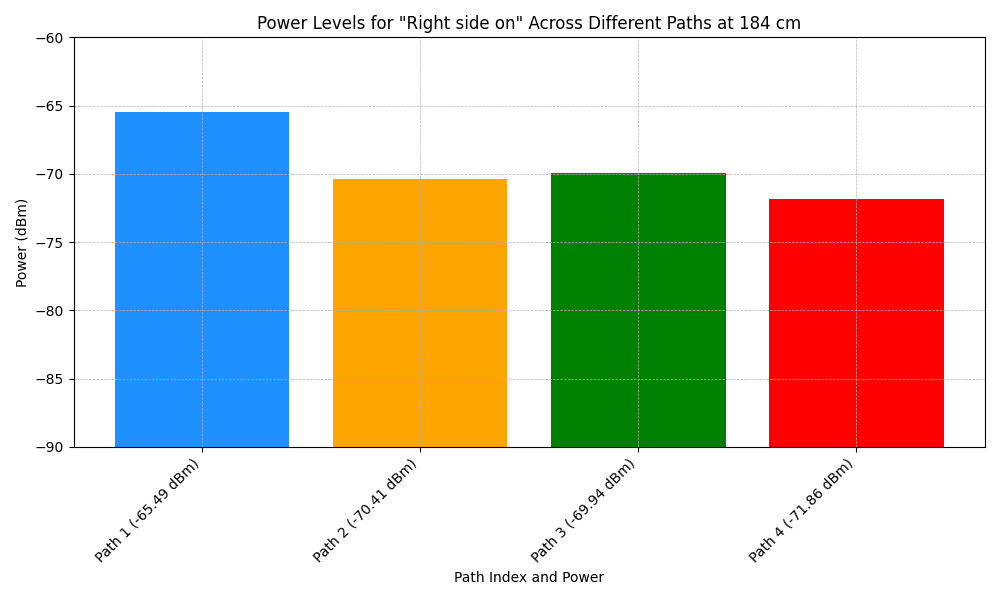 Power Levels for "Right side on" Across Different Paths at 184 cm
Power (dBm)
−60
−65
−70
−75
−80
−85
−90
Path 1 (-65.49 dBm)
Path 2 (-70.41 dBm)
Path 3 (-69.94 dBm)
Path 4 (-71.86 dBm)
Path Index and Power